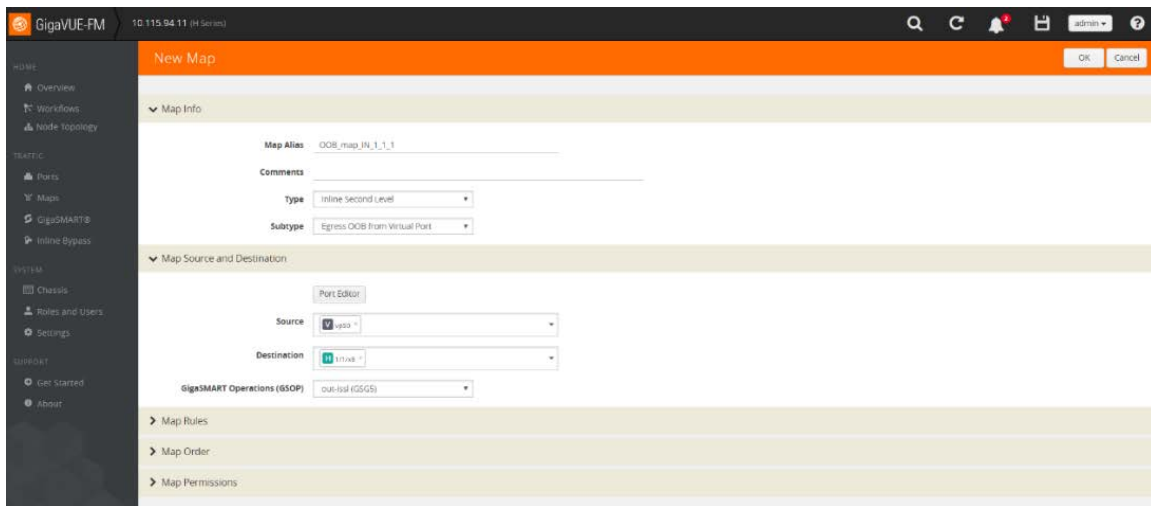 GigaVUE-FM
10.115.94.11 (H Series)
admin
New Map
OK
Cancel
HOME
Overview
Workflows
Node Topology
TRAFFIC
Ports
Maps
GigaSMART®
Inline Bypass
SYSTEM
Chassis
Roles and Users
Settings
SUPPORT
Get Started
About
Map Info
Map Alias OOB_map_IN_1_1_1
Comments
Type Inline Second Level
Subtype Egress OOB from Virtual Port
Map Source and Destination
Port Editor
Source V
Destination H
GigaSMART Operations (GSOP) out-issl (GSG5)
Map Rules
Map Order
Map Permissions